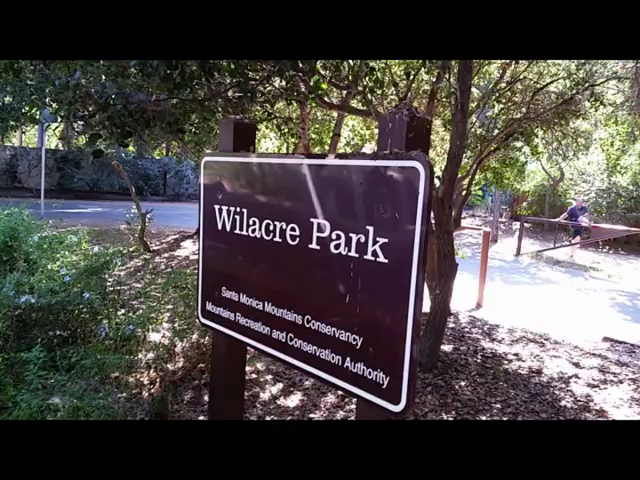 Wilacre Park
Santa Monica Mountains Conservancy
Mountains Recreation and Conservation Authority